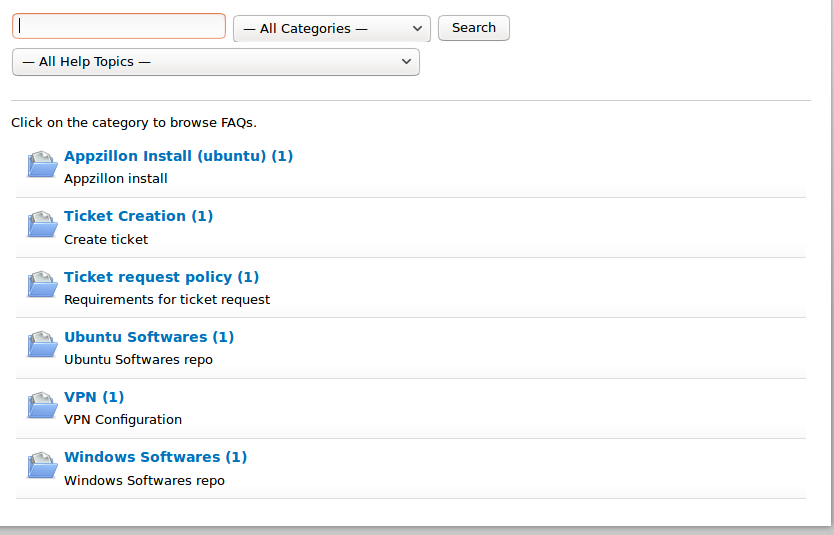 — All Categories —
Search
— All Help Topics —
Click on the category to browse FAQs.
Appzillon Install (ubuntu) (1)
Appzillon install
Ticket Creation (1)
Create ticket
Ticket request policy (1)
Requirements for ticket request
Ubuntu Softwares (1)
Ubuntu Softwares repo
VPN (1)
VPN Configuration
Windows Softwares (1)
Windows Softwares repo